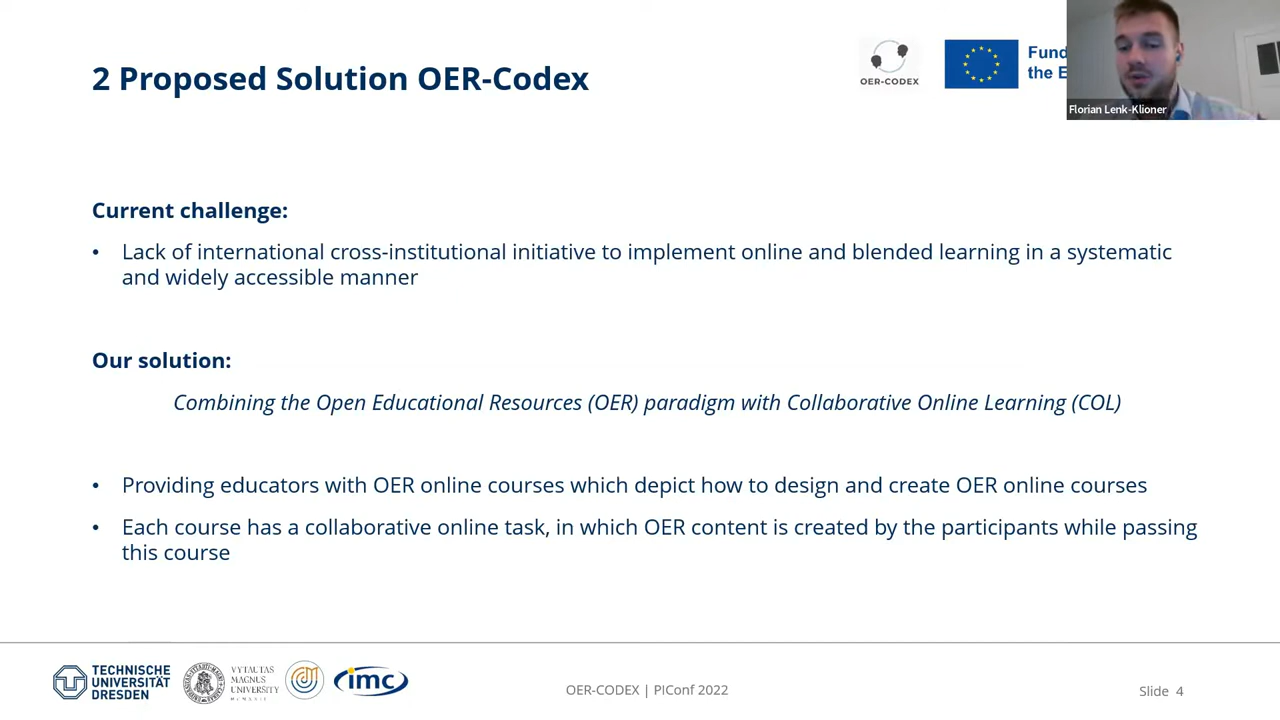 2 Proposed Solution OER-Codex
OER-CODEX
Fund
the E
Florian Lenk-Klioner
Current challenge:
• Lack of international cross-institutional initiative to implement online and blended learning in a systematic
and widely accessible manner
Our solution:
Combining the Open Educational Resources (OER) paradigm with Collaborative Online Learning (COL)
• Providing educators with OER online courses which depict how to design and create OER online courses
• Each course has a collaborative online task, in which OER content is created by the participants while passing
this course
TECHNISCHE
UNIVERSITÄT
DRESDEN
VYTAUTAS
MAGNUS
UNIVERSITY
imc
OER-CODEX | PIConf 2022
Slide 4